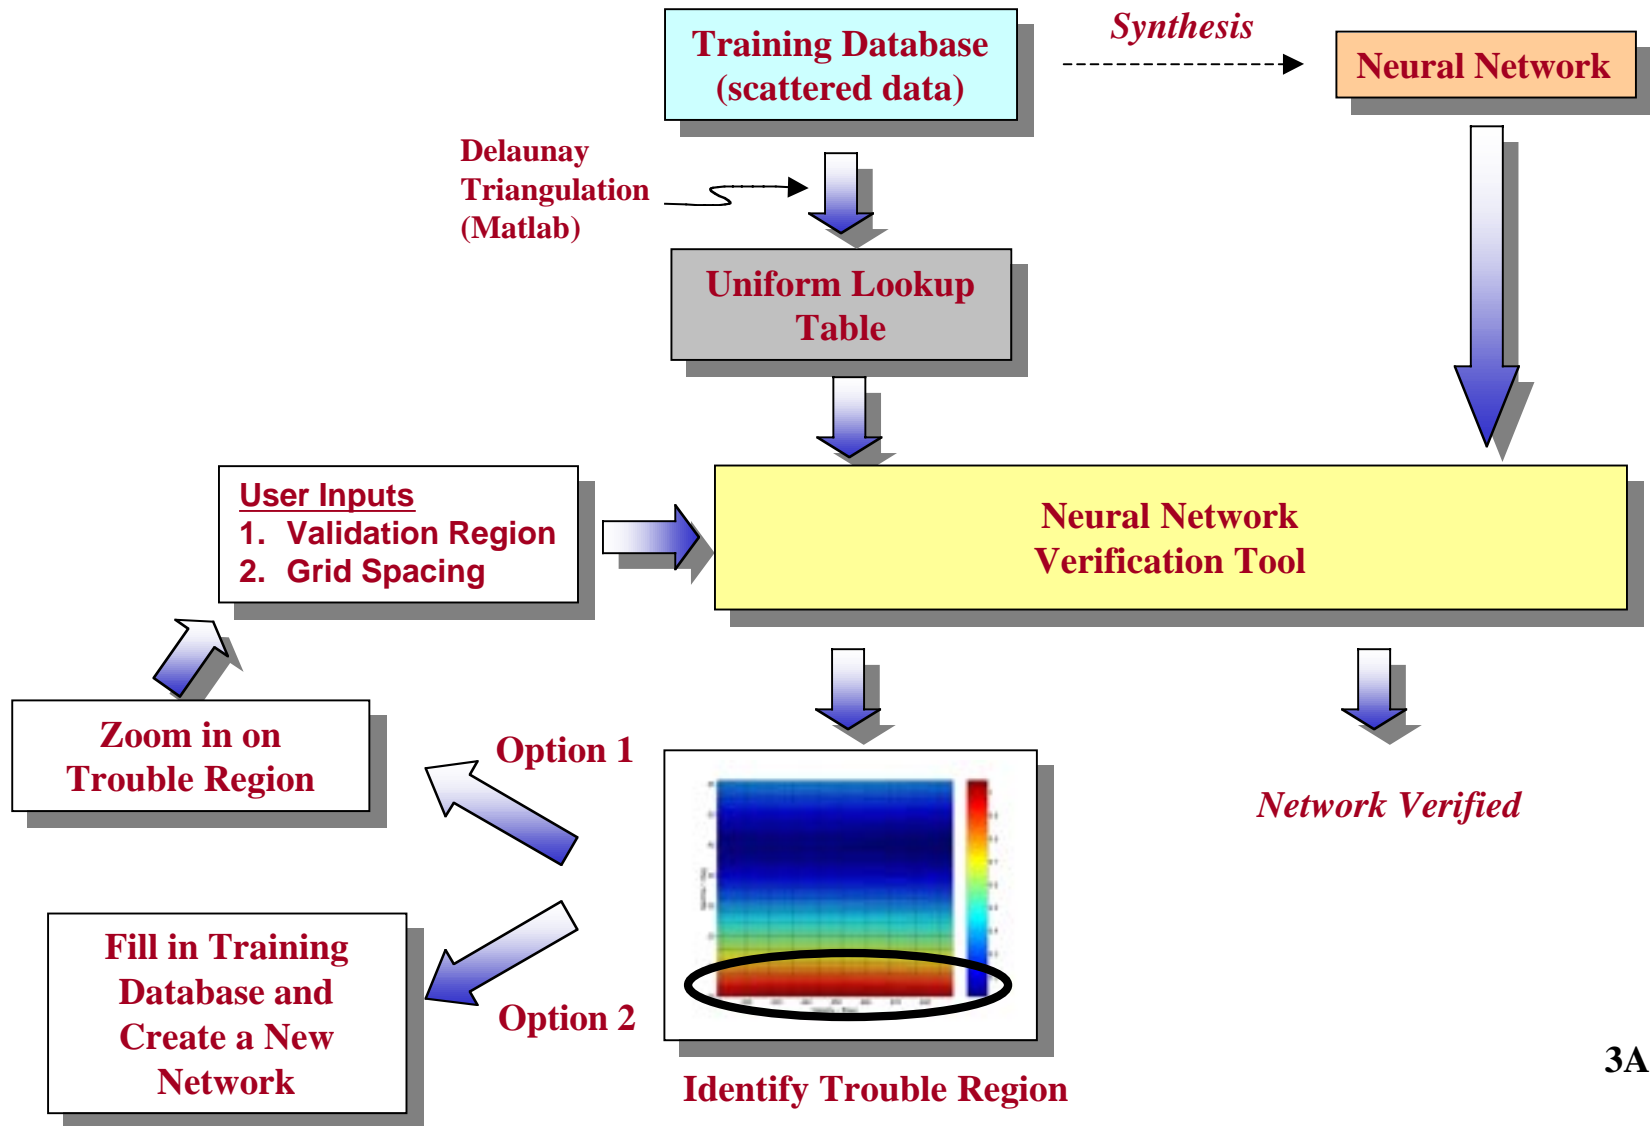 Training Database
(scattered data)
Synthesis
Neural Network
Delaunay
Triangulation
(Matlab)
Uniform Lookup
Table
User Inputs
1. Validation Region
2. Grid Spacing
Neural Network
Verification Tool
Zoom in on
Trouble Region
Option 1
Network Verified
Fill in Training
Database and
Create a New
Network
Option 2
Identify Trouble Region
3A